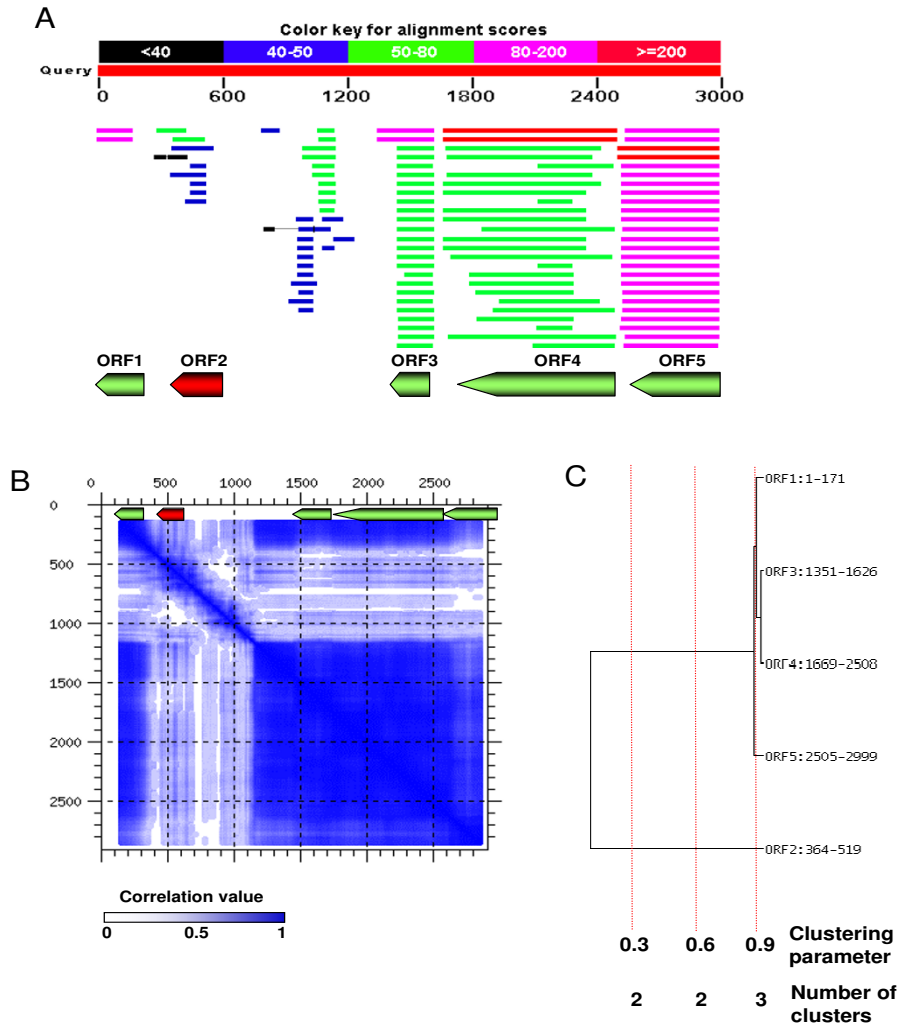 A
Color key for alignment scores
<40 40-50 50-80 80-200 >=200
Query
0 600 1200 1800 2400 3000
ORF1 ORF2 ORF3 ORF4 ORF5
B
0 500 1000 1500 2000 2500
0
500
1000
1500
2000
2500
Correlation value
0 0.5 1
C
ORF1:1-171
ORF3:1351-1626
ORF4:1669-2508
ORF5:2505-2999
ORF2:364-519
0.3 0.6 0.9 Clustering
parameter
2 2 3 Number of
clusters